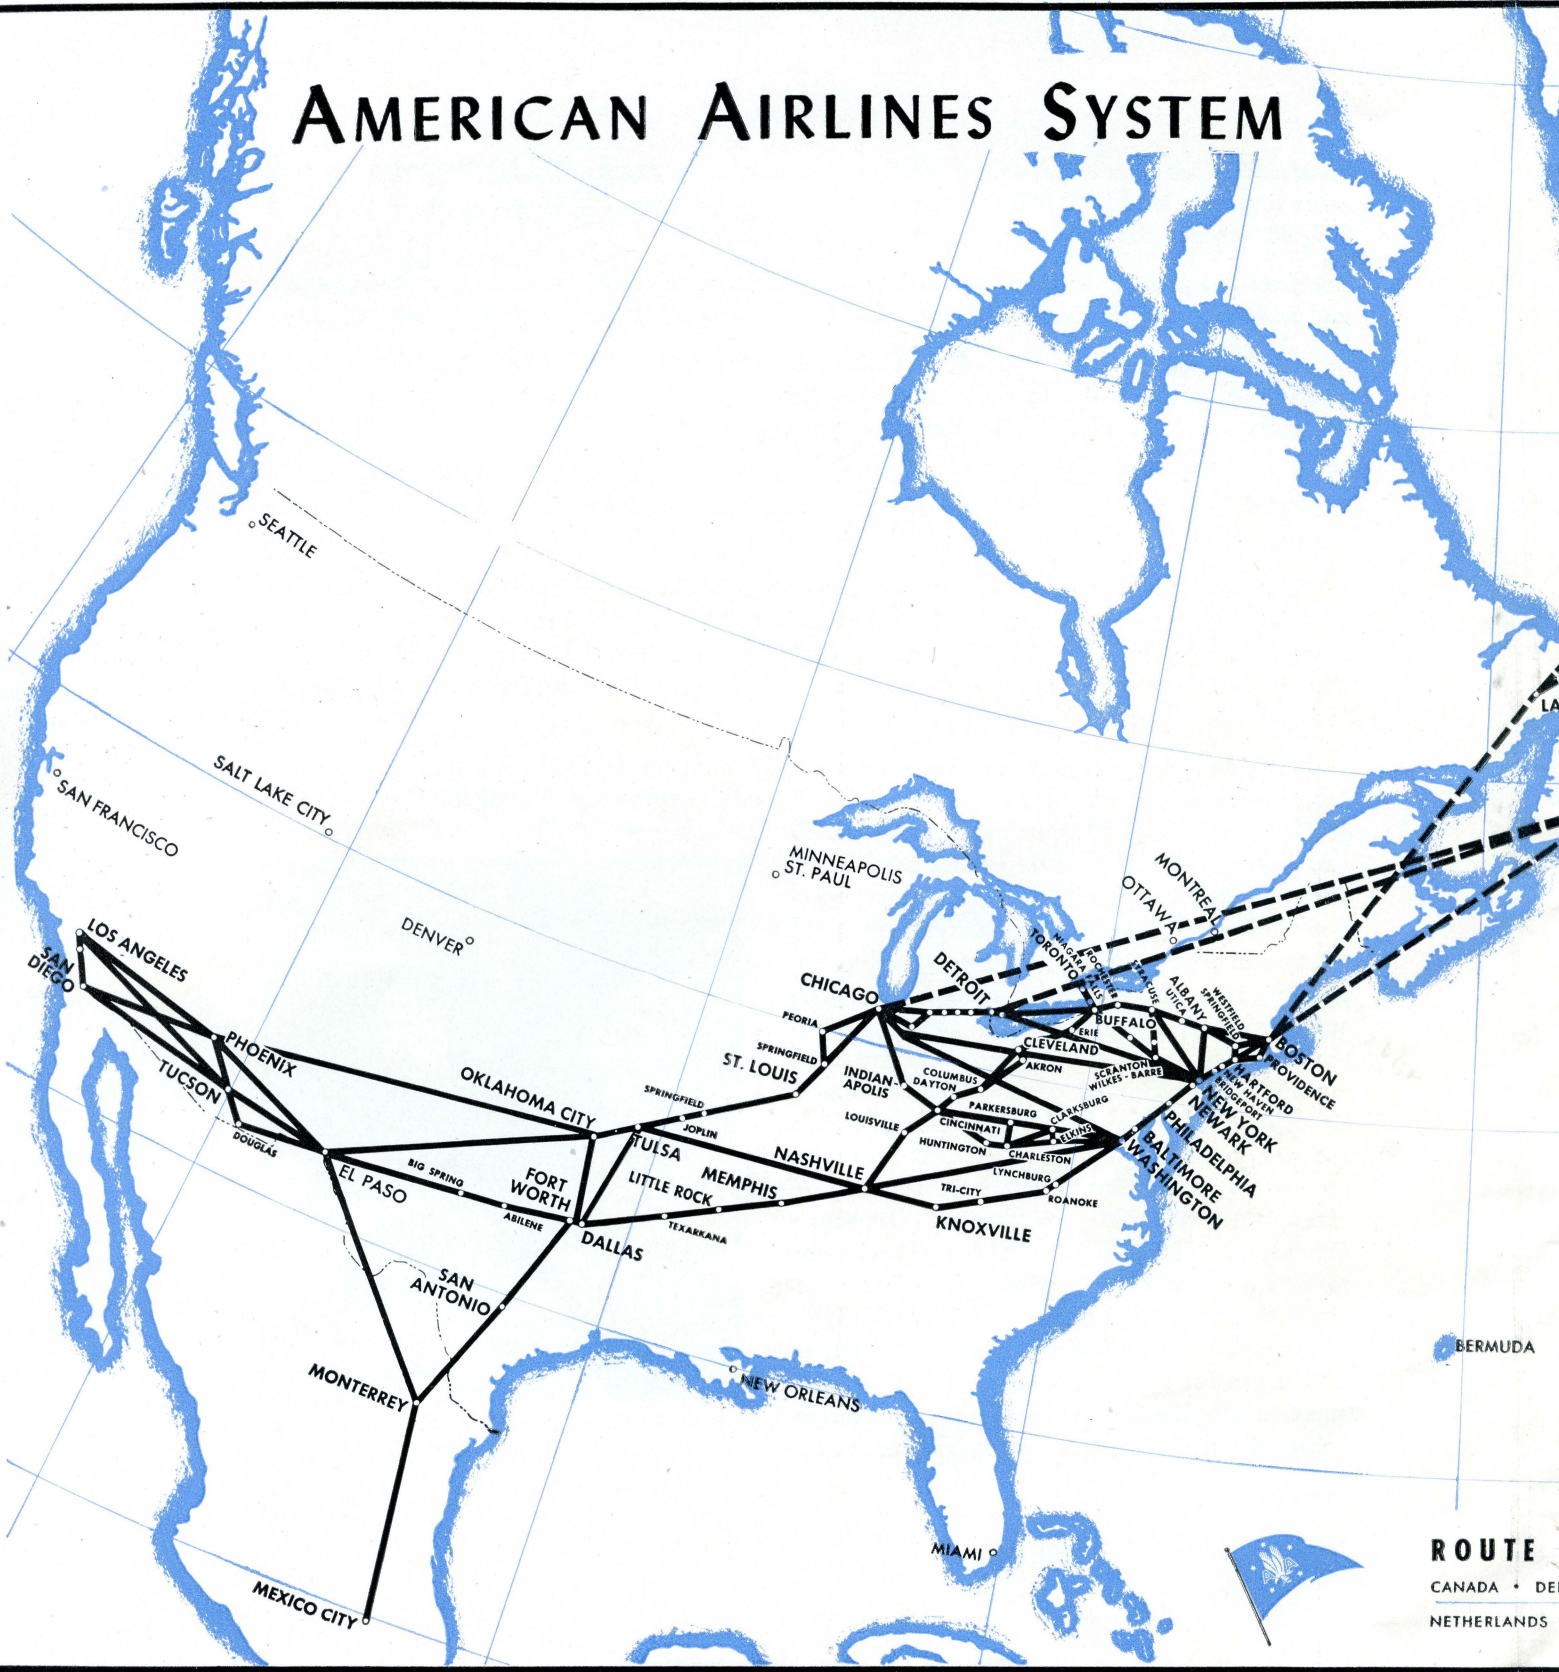 AMERICAN AIRLINES SYSTEM
SEATTLE
SAN FRANCISCO
SALT LAKE CITY
DENVER
MINNEAPOLIS
ST. PAUL
MONTREAL
OTTAWA
LA
LOS ANGELES
SAN
DIEGO
PHOENIX
TUCSON
DOUGLAS
EL PASO
BIG SPRING
ABILENE
FORT
WORTH
DALLAS
OKLAHOMA CITY
TULSA
SPRINGFIELD
JOPLIN
ST. LOUIS
SPRINGFIELD
PEORIA
CHICAGO
DETROIT
TORONTO
NIAGARA
FALLS
ROCHESTER
SYRACUSE
ALBANY
UTICA
WESTFIELD
SPRINGFIELD
BUFFALO
ERIE
CLEVELAND
AKRON
SCRANTON
WILKES-BARRE
BOSTON
PROVIDENCE
HARTFORD
NEW HAVEN
BRIDGEPORT
NEW YORK
NEWARK
PHILADELPHIA
BALTIMORE
WASHINGTON
INDIAN-
APOLIS
COLUMBUS
DAYTON
PARKERSBURG
CLARKSBURG
CINCINNATI
ELKINS
LOUISVILLE
HUNTINGTON
CHARLESTON
LYNCHBURG
TRI-CITY
ROANOKE
KNOXVILLE
NASHVILLE
MEMPHIS
LITTLE ROCK
TEXARKANA
SAN
ANTONIO
MONTERREY
MEXICO CITY
NEW ORLEANS
MIAMI
BERMUDA
ROUTE
CANADA • DE
NETHERLANDS